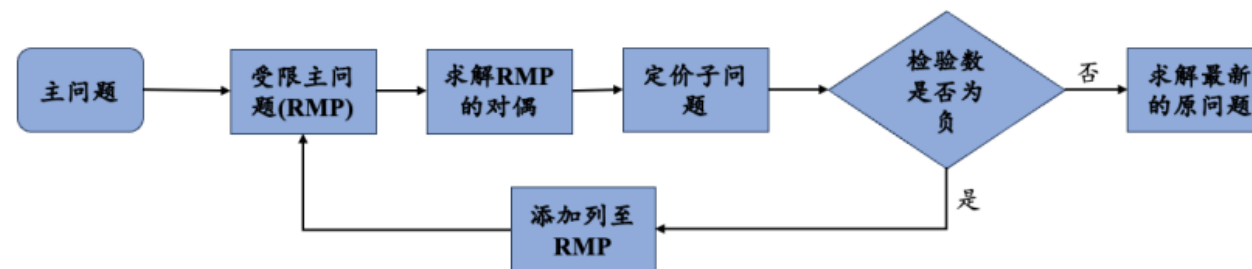 主问题
受限主问
题(RMP)
求解RMP
的对偶
定价子问
题
检验数
是否为
负
否
求解最新
的原问题
是
添加列至
RMP